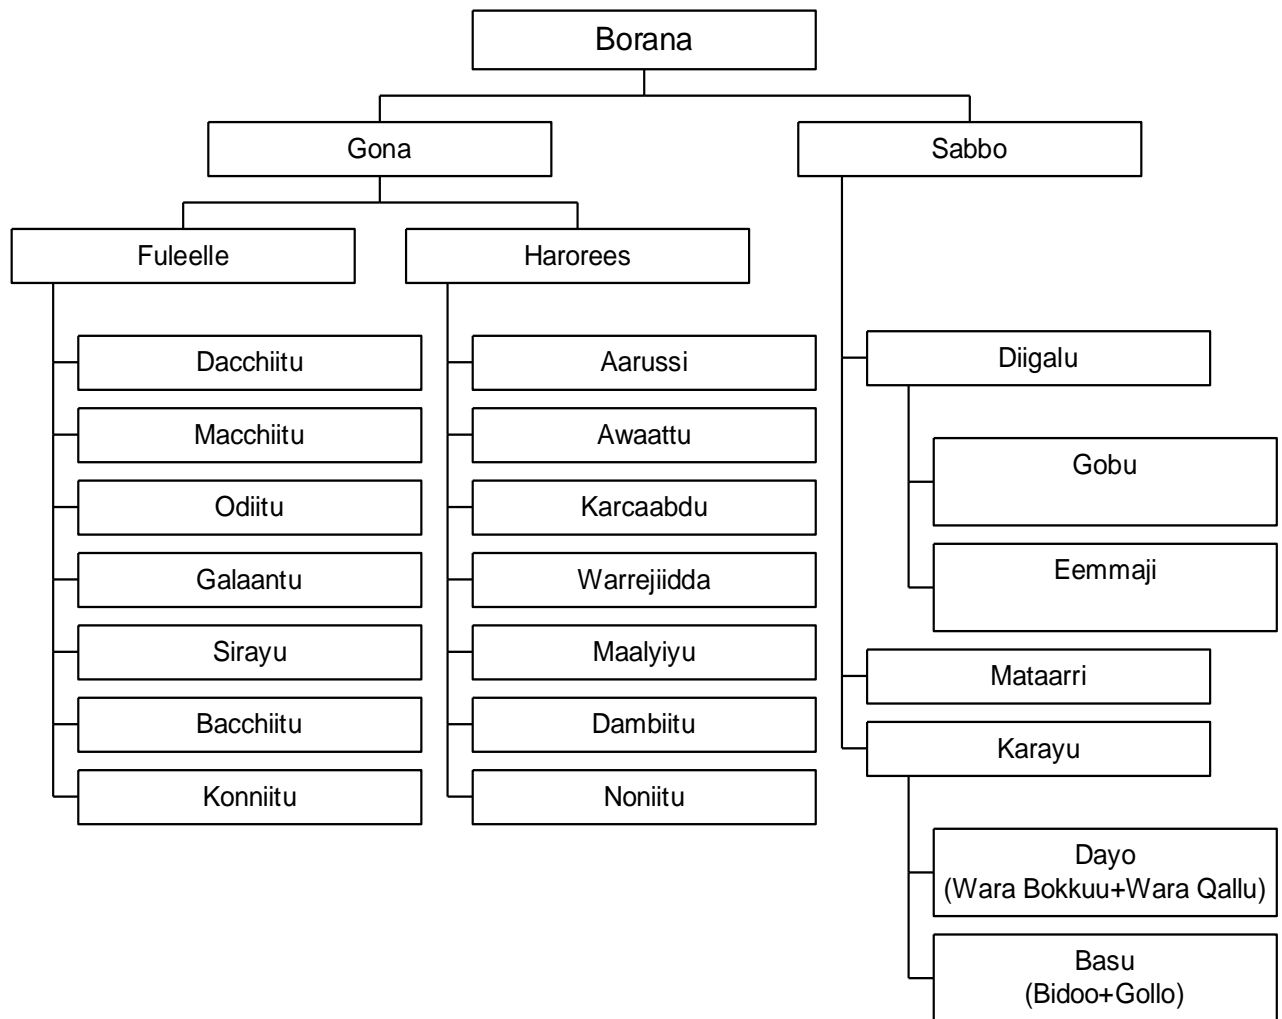 Borana
Gona
Sabbo
Fuleelle
Harorees
Dacchiitu
Macchiitu
Odiitu
Galaantu
Sirayu
Bacchiitu
Konniitu
Aarussi
Awaattu
Karcaabdu
Warrejiidda
Maalyiyu
Dambiitu
Noniitu
Diigalu
Gobu
Eemmaji
Mataarri
Karayu
Dayo
(Wara Bokkuu+Wara Qallu)
Basu
(Bidoo+Gollo)